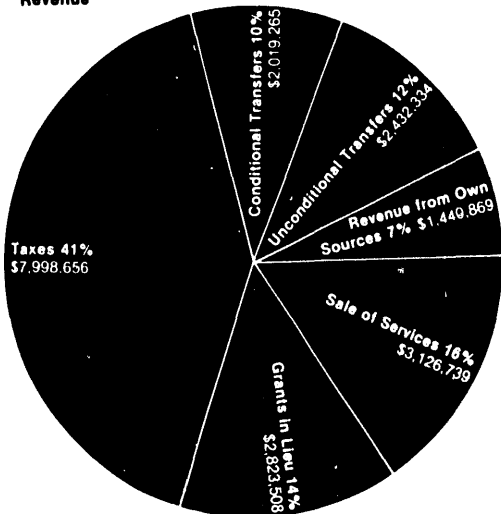 Revenue
Conditional Transfers 10%
$2,019,265
Unconditional Transfers 12%
$2,432,334
Revenue from Own
Sources 7% $1,449,869
Sale of Services 16%
$3,126,739
Grants in Lieu 14%
$2,823,508
Taxes 41%
$7,998,656